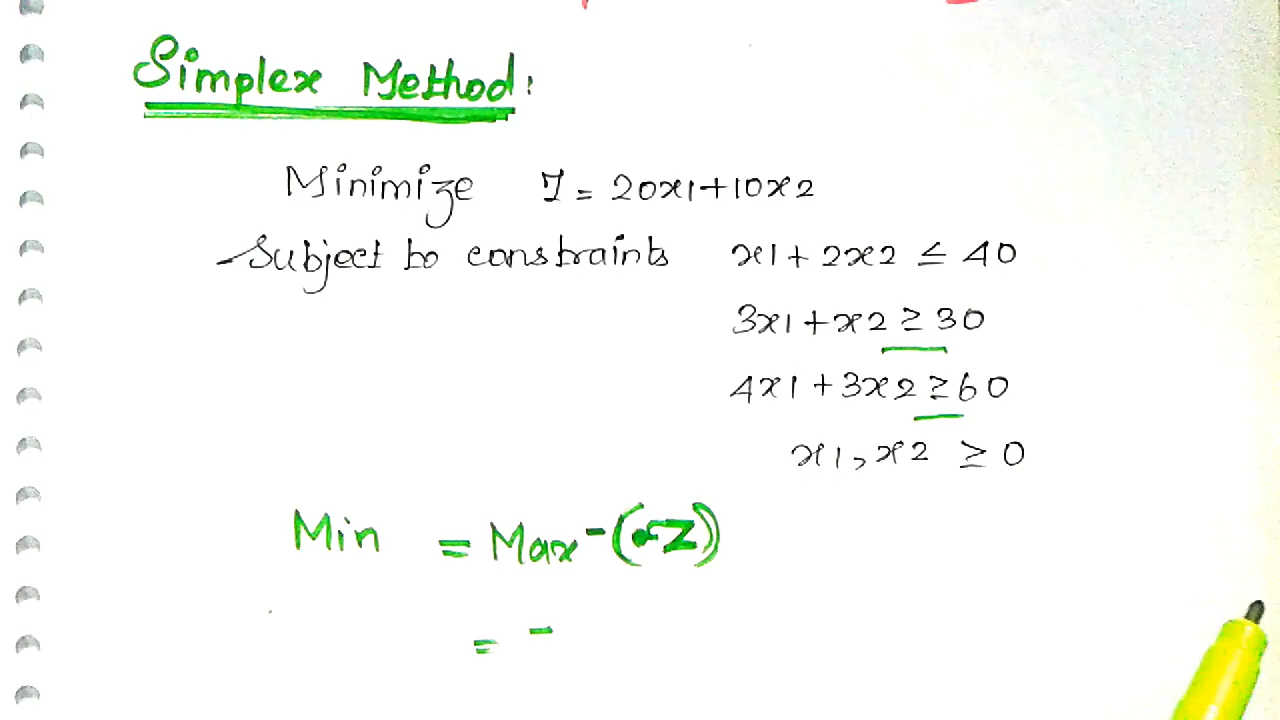 Simplex Method:
Minimize Z = 20x1+10x2
Subject to constraints x1 + 2x2 ≤ 40
3x1+x2 ≥ 30
4x1+3x2 ≥ 60
x1, x2 ≥ 0
Min = Max -(of Z)
= -